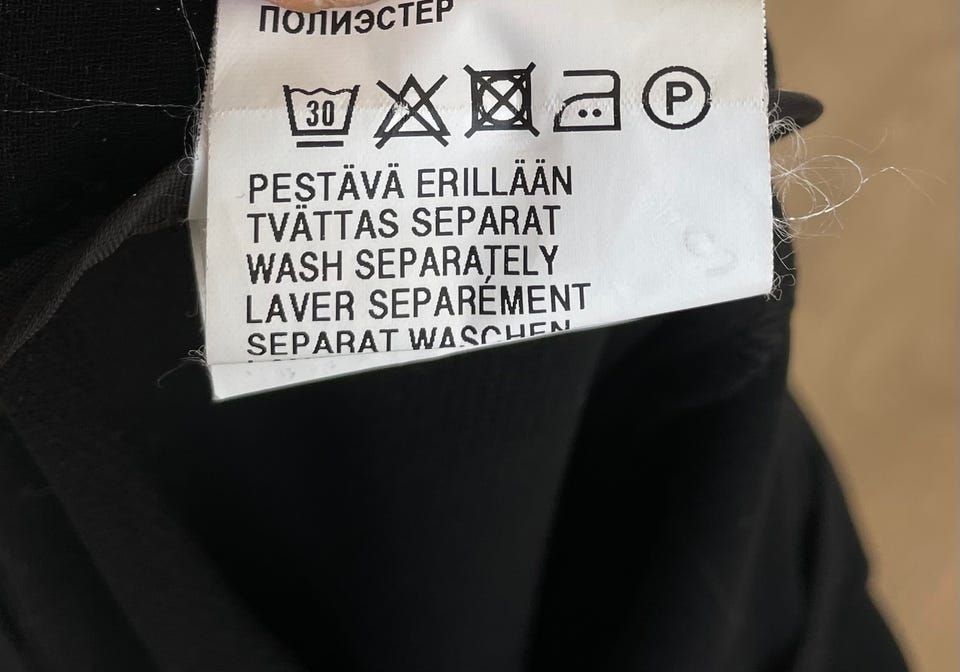 ПОЛИЭСТЕР
30
P
PESTÄVÄ ERILLÄÄN
TVÄTTAS SEPARAT
WASH SEPARATELY
LAVER SEPARÉMENT
SEPARAT WASCHEN